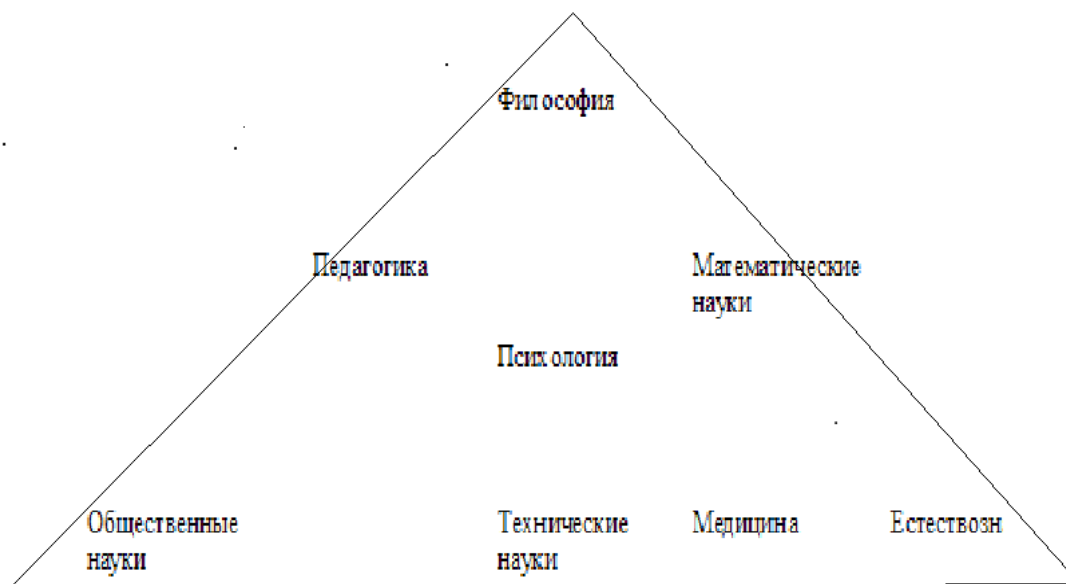 Философия
Педагогика
Математические
науки
Психология
Общественные
науки
Технические
науки
Медицина
Естествозн